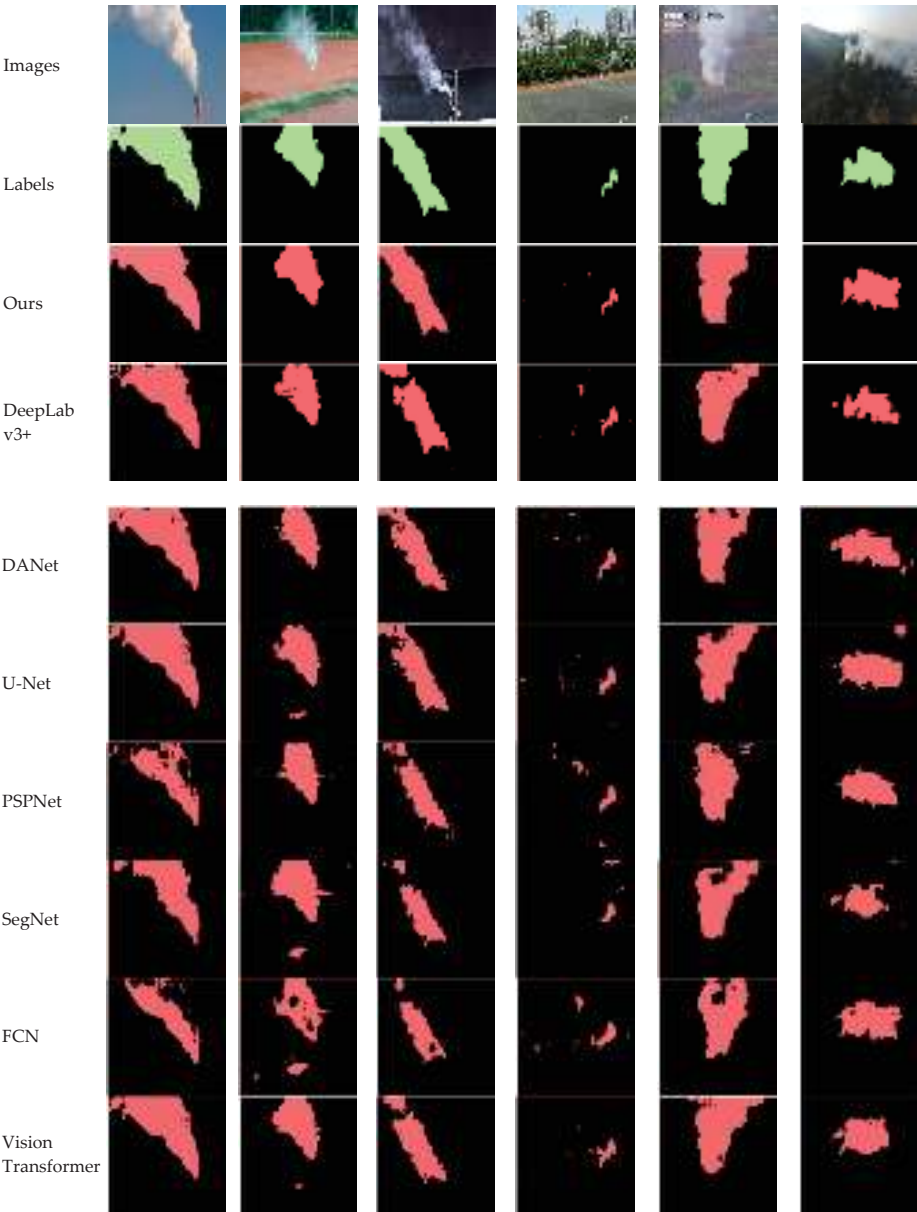 Images
Labels
Ours
DeepLab
v3+
DANet
U-Net
PSPNet
SegNet
FCN
Vision
Transformer